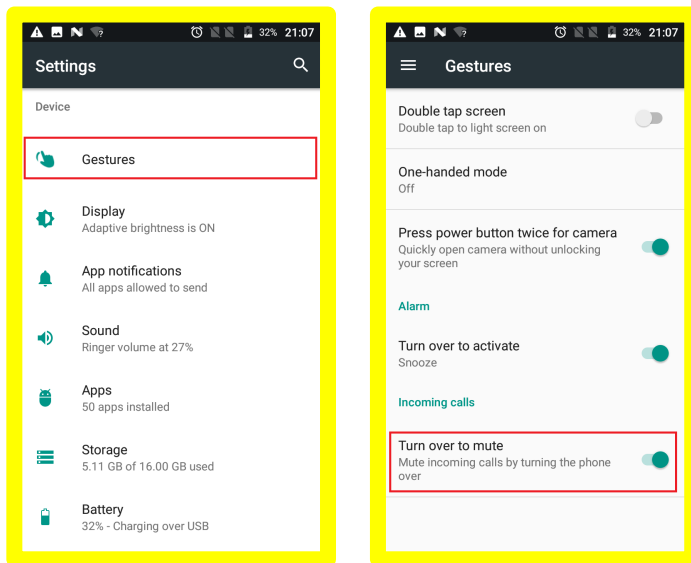 32% 21:07
Settings
Device
Gestures
Display
Adaptive brightness is ON
App notifications
All apps allowed to send
Sound
Ringer volume at 27%
Apps
50 apps installed
Storage
5.11 GB of 16.00 GB used
Battery
32% - Charging over USB
32% 21:07
Gestures
Double tap screen
Double tap to light screen on
One-handed mode
Off
Press power button twice for camera
Quickly open camera without unlocking
your screen
Alarm
Turn over to activate
Snooze
Incoming calls
Turn over to mute
Mute incoming calls by turning the phone
over